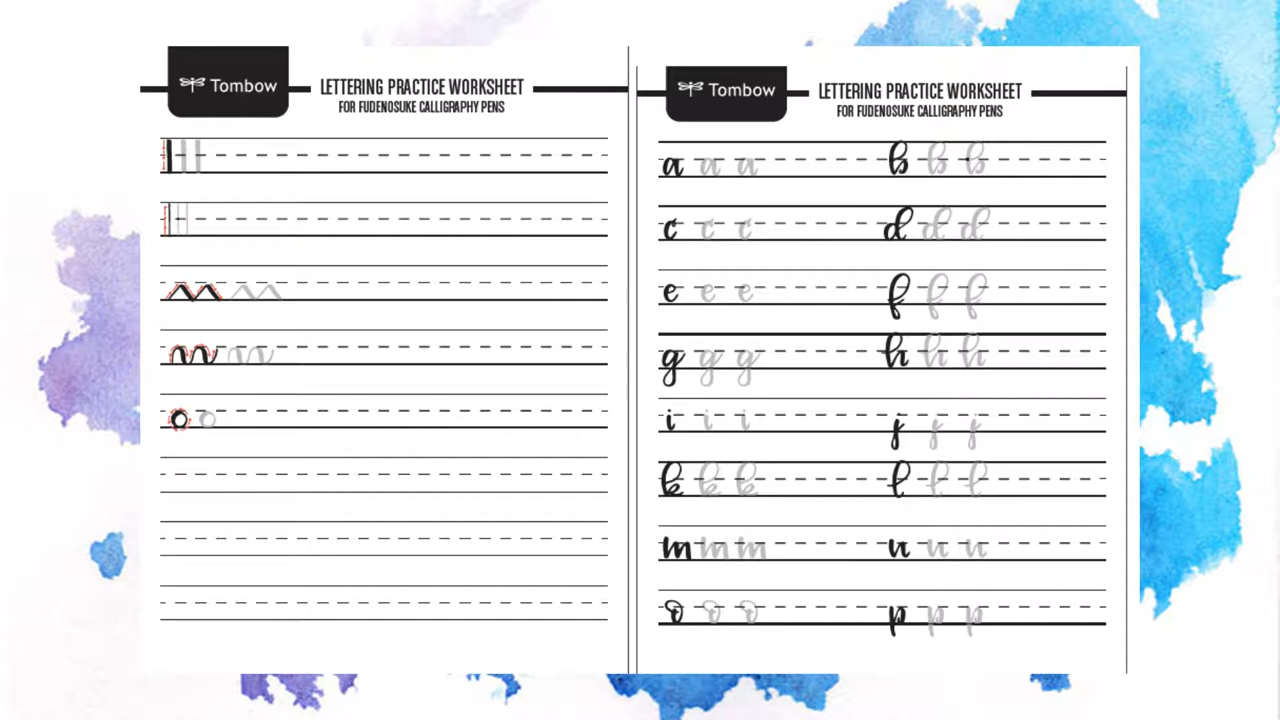 Tombow
LETTERING PRACTICE WORKSHEET
FOR FUDENOSUKE CALLIGRAPHY PENS
Tombow
LETTERING PRACTICE WORKSHEET
FOR FUDENOSUKE CALLIGRAPHY PENS
a a a b b b
c c c d d d
e e e f f f
g g g h h h
i i i j j j
k k k l l l
m m m n n n
o o o p p p